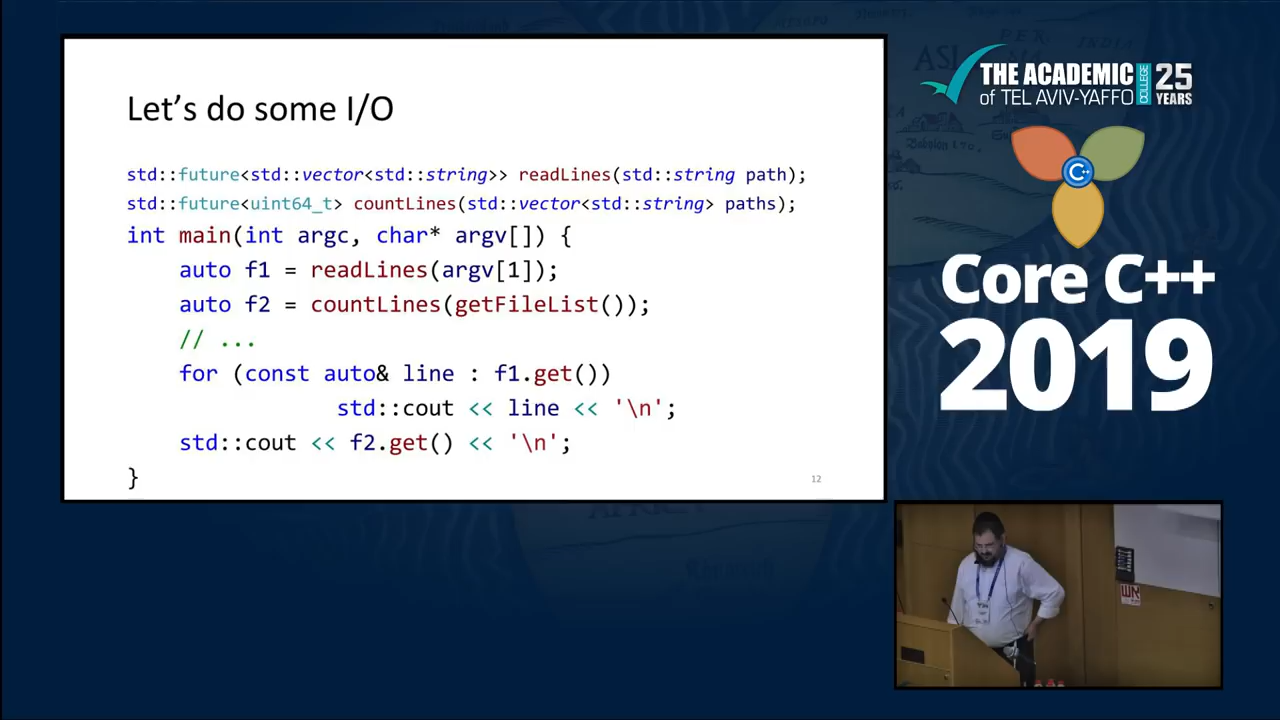 Let's do some I/O
std::future<std::vector<std::string>> readLines(std::string path);
std::future<uint64_t> countLines(std::vector<std::string> paths);
int main(int argc, char* argv[]) {
    auto f1 = readLines(argv[1]);
    auto f2 = countLines(getFileList());
    // ...
    for (const auto& line : f1.get())
            std::cout << line << '\n';
    std::cout << f2.get() << '\n';
}
12
THE ACADEMIC
of TEL AVIV-YAFFO
COLLEGE
25
YEARS
C++
Core C++
2019